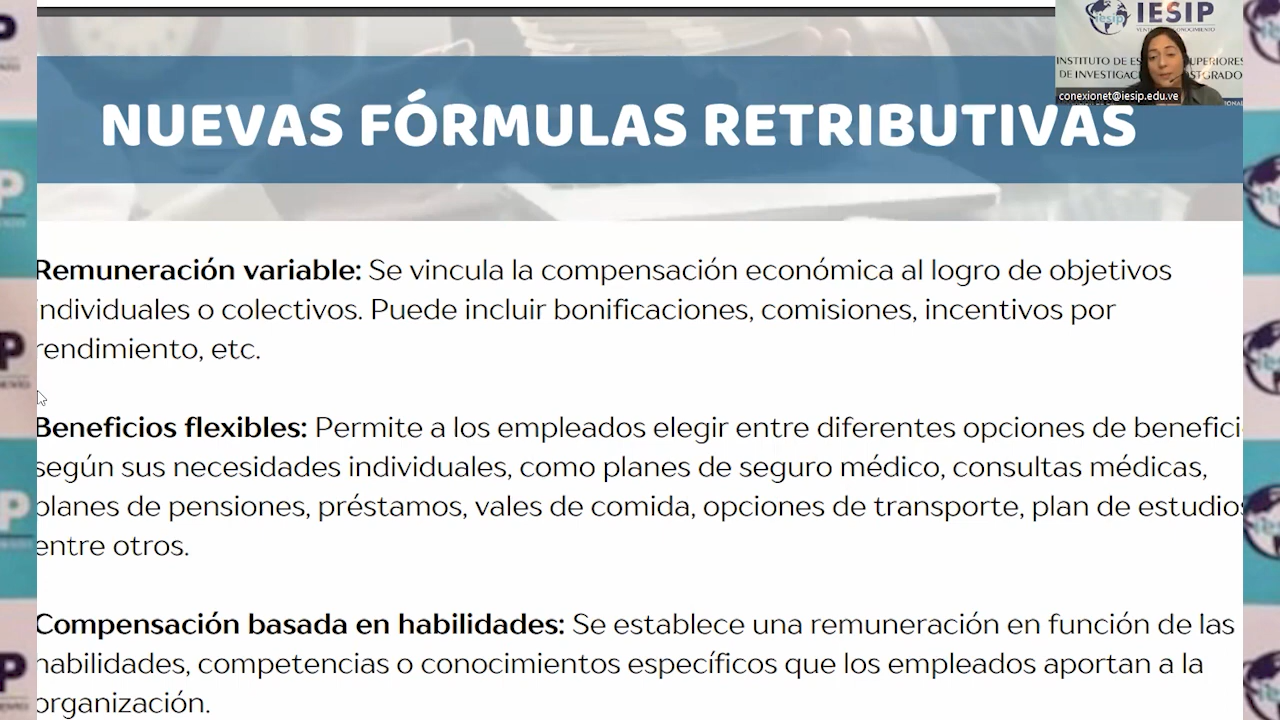 IESIP
INSTITUTO DE ES SUPERIORES
DE INVESTIGAC STGRADO
conexionet@iesip.edu.ve
NUEVAS FÓRMULAS RETRIBUTIVAS
Remuneración variable: Se vincula la compensación económica al logro de objetivos
individuales o colectivos. Puede incluir bonificaciones, comisiones, incentivos por
rendimiento, etc.
Beneficios flexibles: Permite a los empleados elegir entre diferentes opciones de benefici
según sus necesidades individuales, como planes de seguro médico, consultas médicas,
planes de pensiones, préstamos, vales de comida, opciones de transporte, plan de estudios
entre otros.
Compensación basada en habilidades: Se establece una remuneración en función de las
habilidades, competencias o conocimientos específicos que los empleados aportan a la
organización.